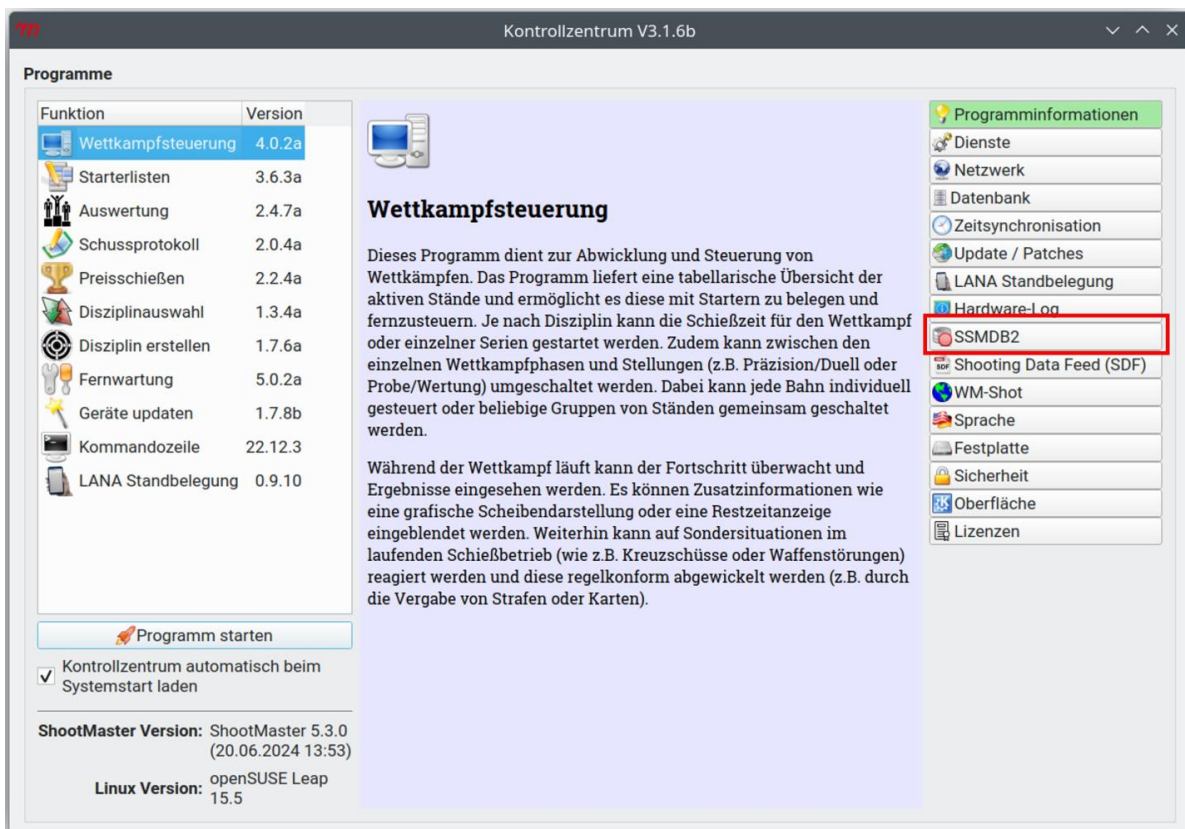 Kontrollzentrum V3.1.6b
Programme
Funktion Version
Wettkampfsteuerung 4.0.2a
Starterlisten 3.6.3a
Auswertung 2.4.7a
Schussprotokoll 2.0.4a
Preisschießen 2.2.4a
Disziplinauswahl 1.3.4a
Disziplin erstellen 1.7.6a
Fernwartung 5.0.2a
Geräte updaten 1.7.8b
Kommandozeile 22.12.3
LANA Standbelegung 0.9.10
Programm starten
Kontrollzentrum automatisch beim
Systemstart laden
ShootMaster Version: ShootMaster 5.3.0
(20.06.2024 13:53)
Linux Version: openSUSE Leap
15.5
Wettkampfsteuerung
Dieses Programm dient zur Abwicklung und Steuerung von
Wettkämpfen. Das Programm liefert eine tabellarische Übersicht der
aktiven Stände und ermöglicht es diese mit Startern zu belegen und
fernzusteuern. Je nach Disziplin kann die Schießzeit für den Wettkampf
oder einzelner Serien gestartet werden. Zudem kann zwischen den
einzelnen Wettkampfphasen und Stellungen (z.B. Präzision/Duell oder
Probe/Wertung) umgeschaltet werden. Dabei kann jede Bahn individuell
gesteuert oder beliebige Gruppen von Ständen gemeinsam geschaltet
werden.
Während der Wettkampf läuft kann der Fortschritt überwacht und
Ergebnisse eingesehen werden. Es können Zusatzinformationen wie
eine grafische Scheibendarstellung oder eine Restzeitanzeige
eingeblendet werden. Weiterhin kann auf Sondersituationen im
laufenden Schießbetrieb (wie z.B. Kreuzschüsse oder Waffenstörungen)
reagiert werden und diese regelkonform abgewickelt werden (z.B. durch
die Vergabe von Strafen oder Karten).
Programminformationen
Dienste
Netzwerk
Datenbank
Zeitsynchronisation
Update / Patches
LANA Standbelegung
Hardware-Log
SSMDB2
SDF Shooting Data Feed (SDF)
WM-Shot
Sprache
Festplatte
Sicherheit
Oberfläche
Lizenzen